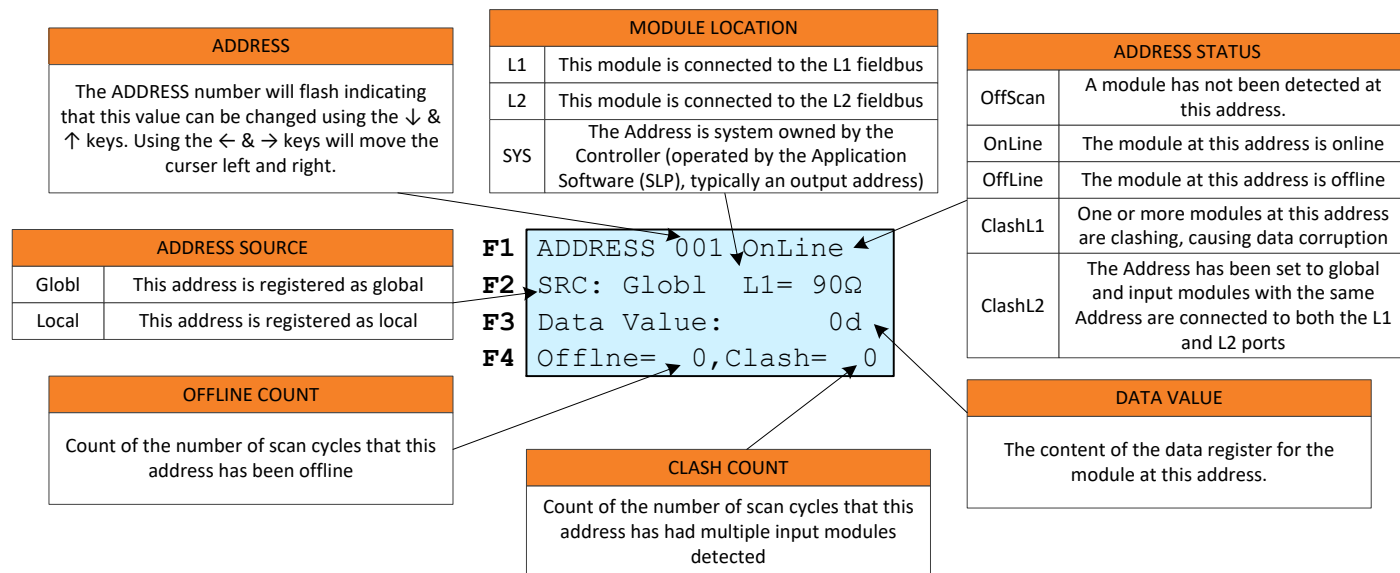 ADDRESS
The ADDRESS number will flash indicating
that this value can be changed using the ↓ &
↑ keys. Using the ← & → keys will move the
curser left and right.
MODULE LOCATION
L1 This module is connected to the L1 fieldbus
L2 This module is connected to the L2 fieldbus
SYS The Address is system owned by the
Controller (operated by the Application
Software (SLP), typically an output address)
ADDRESS STATUS
OffScan A module has not been detected at
this address.
OnLine The module at this address is online
OffLine The module at this address is offline
ClashL1 One or more modules at this address
are clashing, causing data corruption
ClashL2 The Address has been set to global
and input modules with the same
Address are connected to both the L1
and L2 ports
ADDRESS SOURCE
Globl This address is registered as global
Local This address is registered as local
F1 ADDRESS 001 OnLine
F2 SRC: Globl L1= 90Ω
F3 Data Value: 0d
F4 Offlne= 0,Clash= 0
OFFLINE COUNT
Count of the number of scan cycles that this
address has been offline
CLASH COUNT
Count of the number of scan cycles that this
address has had multiple input modules
detected
DATA VALUE
The content of the data register for the
module at this address.